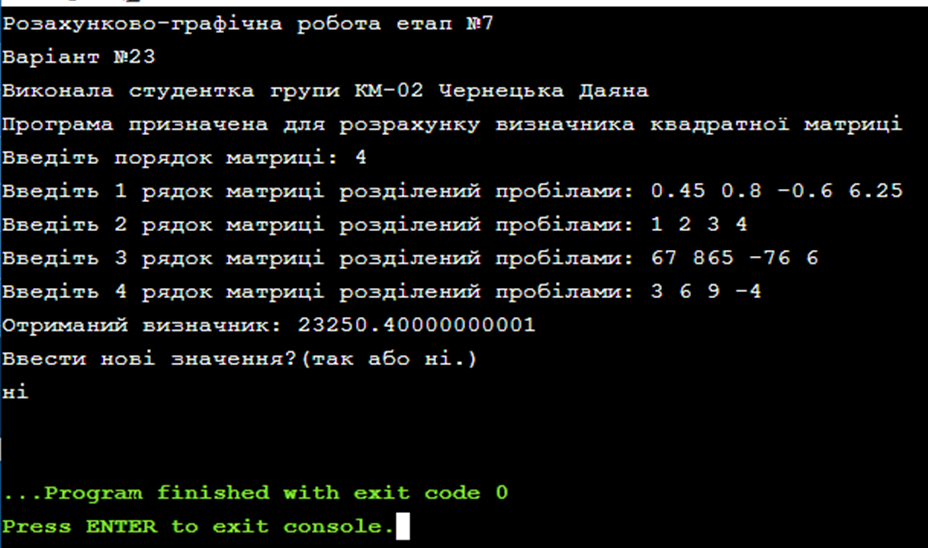 Розахунково-графічна робота етап №7
Варіант №23
Виконала студентка групи КМ-02 Чернецька Даяна
Програма призначена для розрахунку визначника квадратної матриці
Введіть порядок матриці: 4
Введіть 1 рядок матриці розділений пробілами: 0.45 0.8 -0.6 6.25
Введіть 2 рядок матриці розділений пробілами: 1 2 3 4
Введіть 3 рядок матриці розділений пробілами: 67 865 -76 6
Введіть 4 рядок матриці розділений пробілами: 3 6 9 -4
Отриманий визначник: 23250.40000000001
Ввести нові значення?(так або ні.)
ні
...Program finished with exit code 0
Press ENTER to exit console.